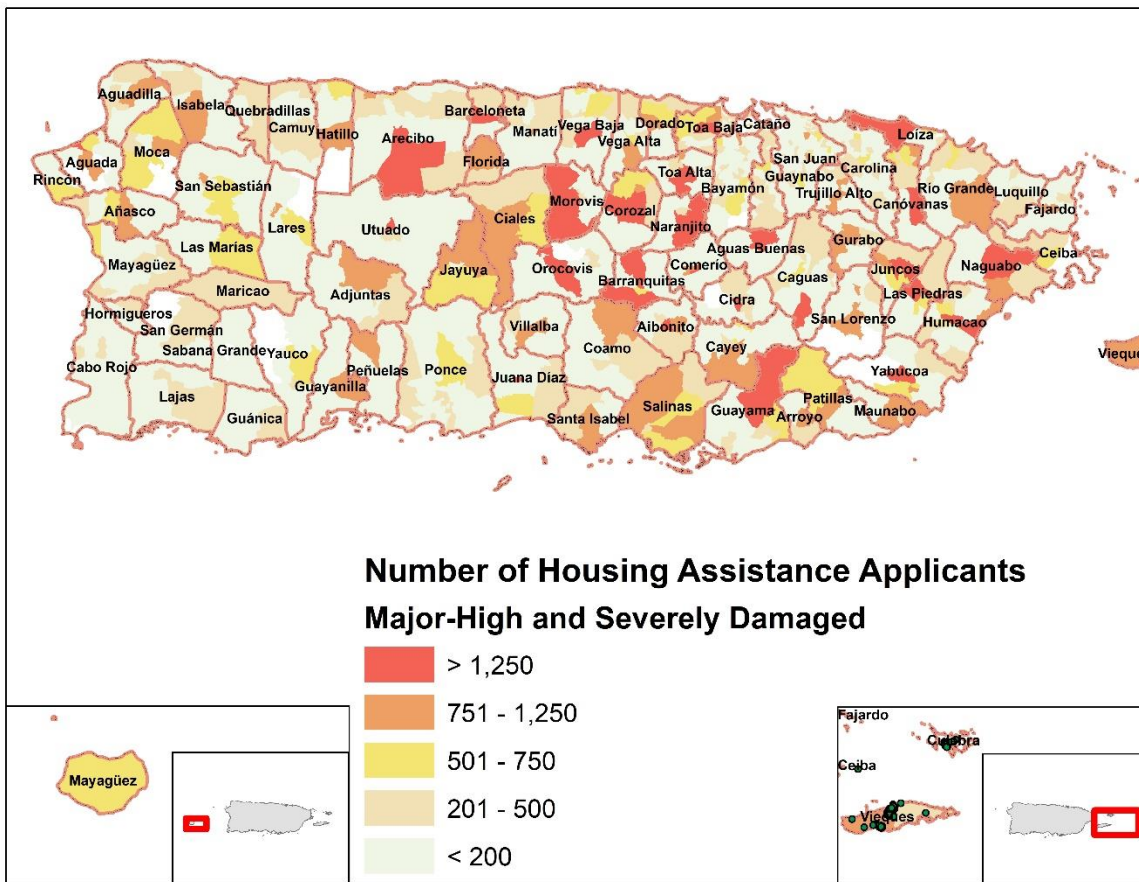 Aguadilla
Isabela
Quebradillas
Camuy
Hatillo
Arecibo
Barceloneta
Manatí
Vega Baja
Vega Alta
Dorado
Toa Baja
Cataño
Loíza
Rincón
Aguada
Moca
San Sebastián
Añasco
Lares
Utuado
Florida
Ciales
Morovis
Corozal
Toa Alta
Naranjito
Bayamón
San Juan
Guaynabo
Trujillo Alto
Carolina
Canóvanas
Río Grande
Luquillo
Fajardo
Mayagüez
Las Marías
Maricao
Adjuntas
Jayuya
Orocovis
Barranquitas
Comerío
Aguas Buenas
Cidra
Caguas
Gurabo
Juncos
Las Piedras
Naguabo
Ceiba
Humacao
Hormigueros
San Germán
Sabana Grande
Cabo Rojo
Lajas
Guánica
Yauco
Guayanilla
Peñuelas
Ponce
Villalba
Juana Díaz
Coamo
Aibonito
Cayey
San Lorenzo
Yabucoa
Santa Isabel
Salinas
Guayama
Arroyo
Patillas
Maunabo
Viequ
Number of Housing Assistance Applicants
Major-High and Severely Damaged
> 1,250
751 - 1,250
501 - 750
201 - 500
< 200
Mayagüez
Fajardo
Culebra
Ceiba
Vieques